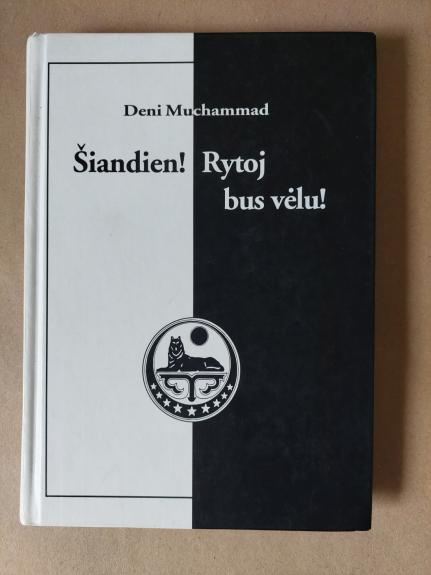 Deni Muchammad
Šiandien! Rytoj
bus vėlu!